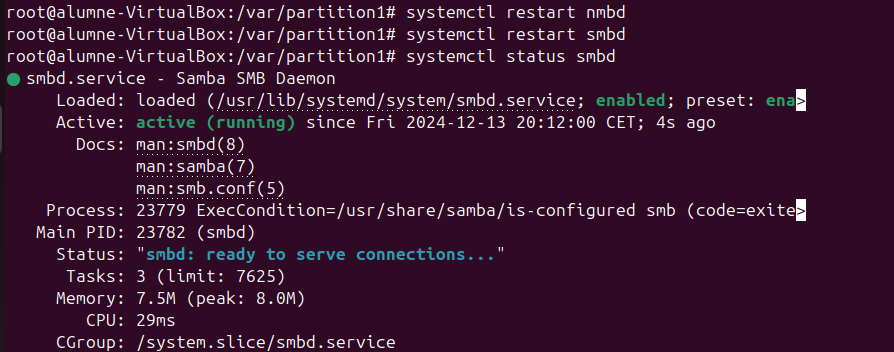 root@alumne-VirtualBox:/var/partition1# systemctl restart nmbd
root@alumne-VirtualBox:/var/partition1# systemctl restart smbd
root@alumne-VirtualBox:/var/partition1# systemctl status smbd
● smbd.service - Samba SMB Daemon
     Loaded: loaded (/usr/lib/systemd/system/smbd.service; enabled; preset: ena>
     Active: active (running) since Fri 2024-12-13 20:12:00 CET; 4s ago
       Docs: man:smbd(8)
             man:samba(7)
             man:smb.conf(5)
    Process: 23779 ExecCondition=/usr/share/samba/is-configured smb (code=exite>
   Main PID: 23782 (smbd)
     Status: "smbd: ready to serve connections..."
      Tasks: 3 (limit: 7625)
     Memory: 7.5M (peak: 8.0M)
        CPU: 29ms
     CGroup: /system.slice/smbd.service